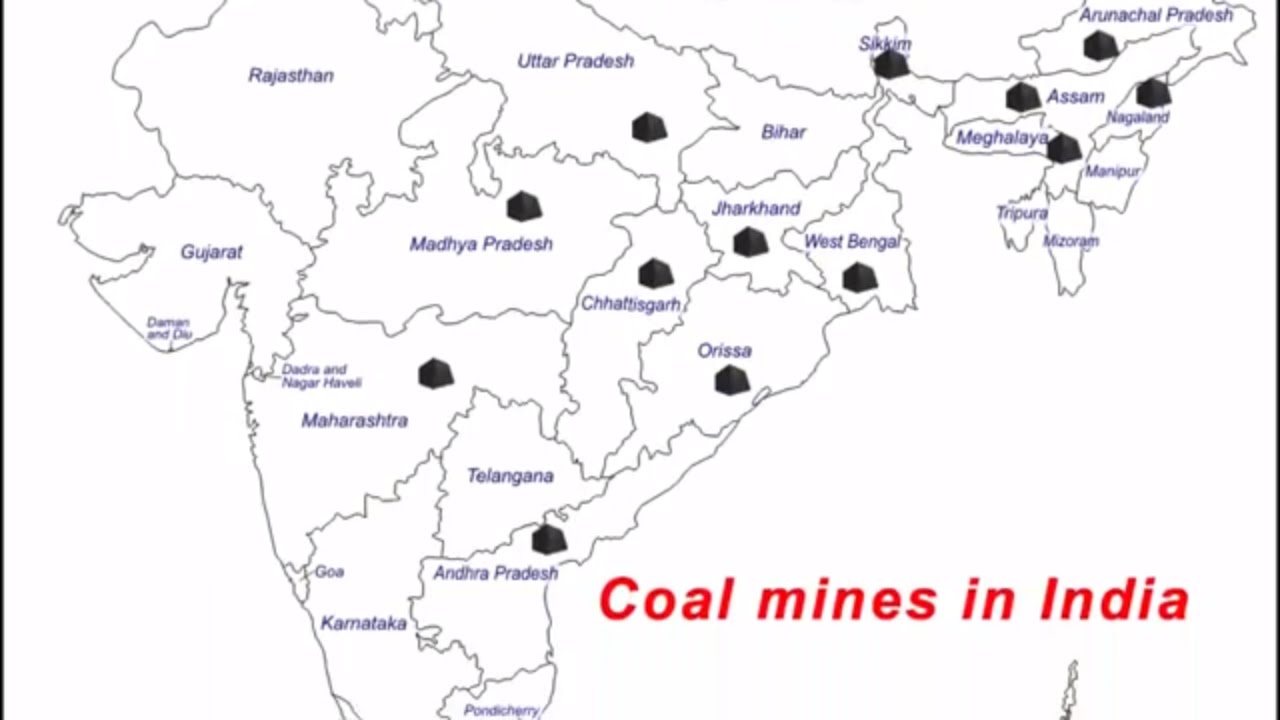 Arunachal Pradesh
Sikkim
Uttar Pradesh
Rajasthan
Assam
Nagaland
Bihar
Meghalaya
Manipur
Jharkhand
Tripura
West Bengal
Mizoram
Madhya Pradesh
Gujarat
Chhattisgarh
Daman
and Diu
Orissa
Dadra and
Nagar Haveli
Maharashtra
Telangana
Goa
Andhra Pradesh
Coal mines in India
Karnataka
Pondicherry